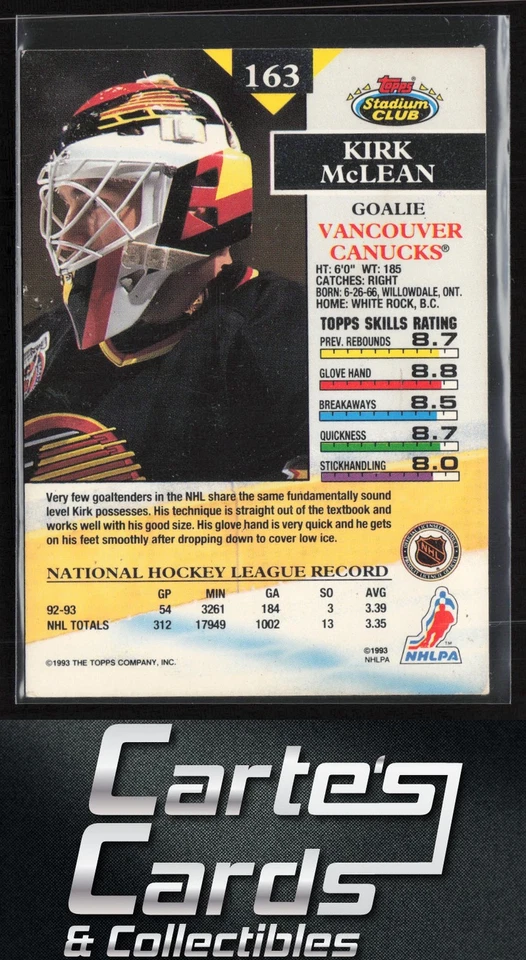 163
Topps
Stadium
CLUB
KIRK
McLEAN
GOALIE
VANCOUVER
CANUCKS®
HT: 6'0" WT: 185
CATCHES: RIGHT
BORN: 6-26-66, WILLOWDALE, ONT.
HOME: WHITE ROCK, B.C.
TOPPS SKILLS RATING
PREV. REBOUNDS 8.7
GLOVE HAND 8.8
BREAKAWAYS 8.5
QUICKNESS 8.7
STICKHANDLING 8.0
Very few goaltenders in the NHL share the same fundamentally sound
level Kirk possesses. His technique is straight out of the textbook and
works well with his good size. His glove hand is very quick and he gets
on his feet smoothly after dropping down to cover low ice.
NATIONAL HOCKEY LEAGUE RECORD
GP MIN GA SO AVG
92-93 54 3261 184 3 3.39
NHL TOTALS 312 17949 1002 13 3.35
NHL
©1993 THE TOPPS COMPANY, INC.
©1993
NHLPA
TM
NHLPA
Carte's
Cards
& Collectibles